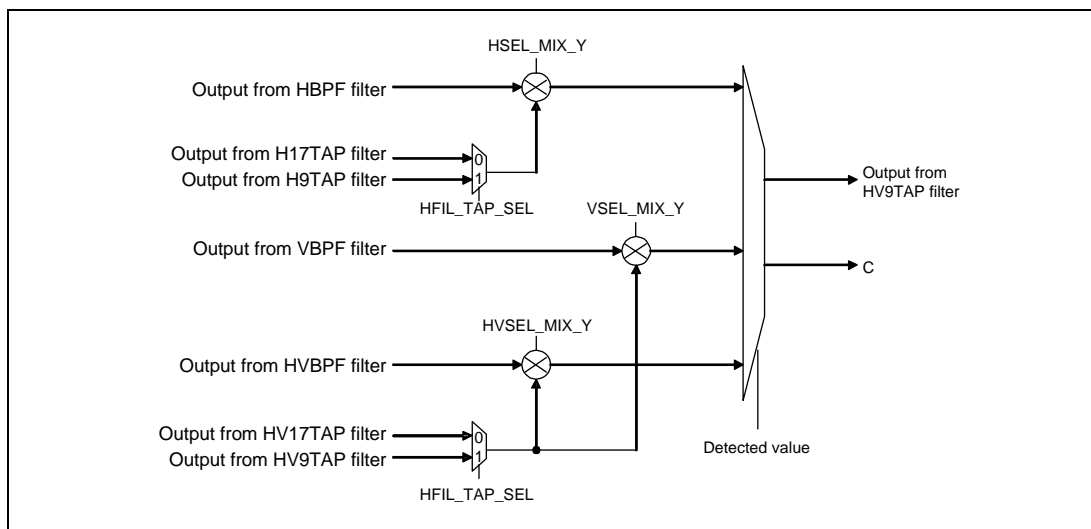 HSEL_MIX_Y
Output from HBPF filter
Output from H17TAP filter
0
Output from H9TAP filter
1
HFIL_TAP_SEL
VSEL_MIX_Y
Output from
HV9TAP filter
Output from VBPF filter
C
HVSEL_MIX_Y
Output from HVBPF filter
Output from HV17TAP filter
0
Output from HV9TAP filter
1
HFIL_TAP_SEL
Detected value